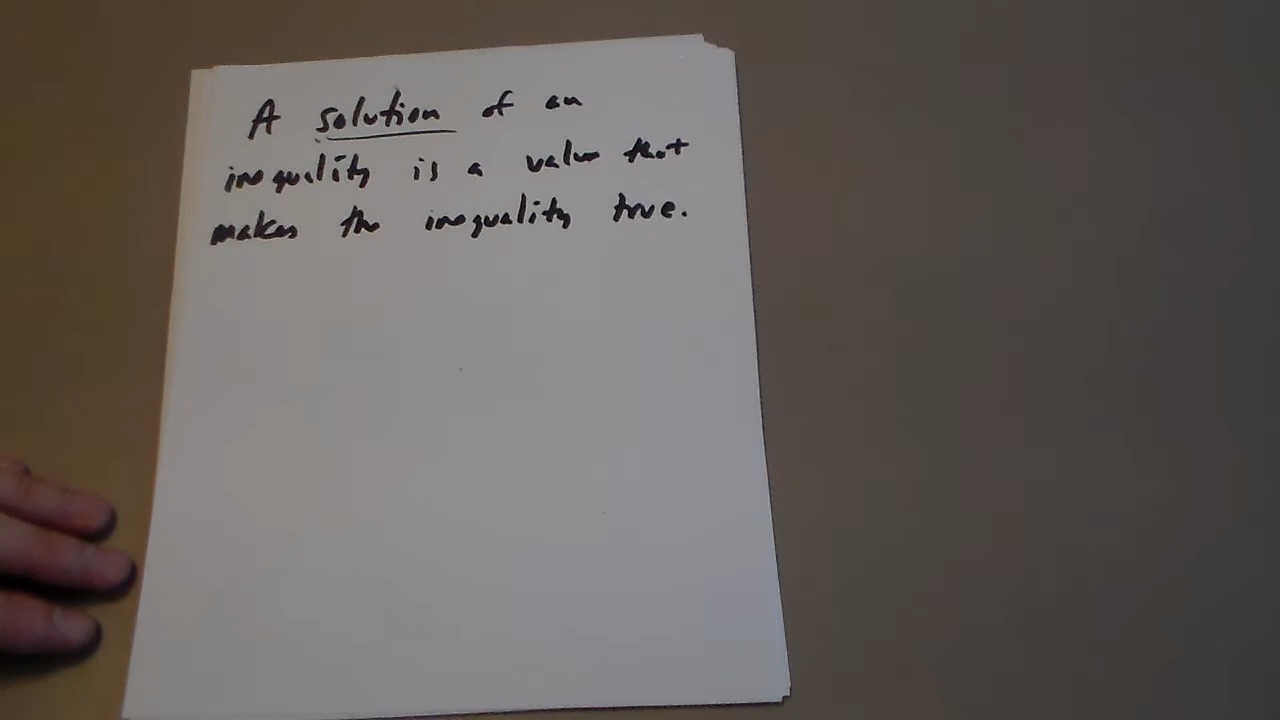 A solution of an
inequality is a value that
makes the inequality true.